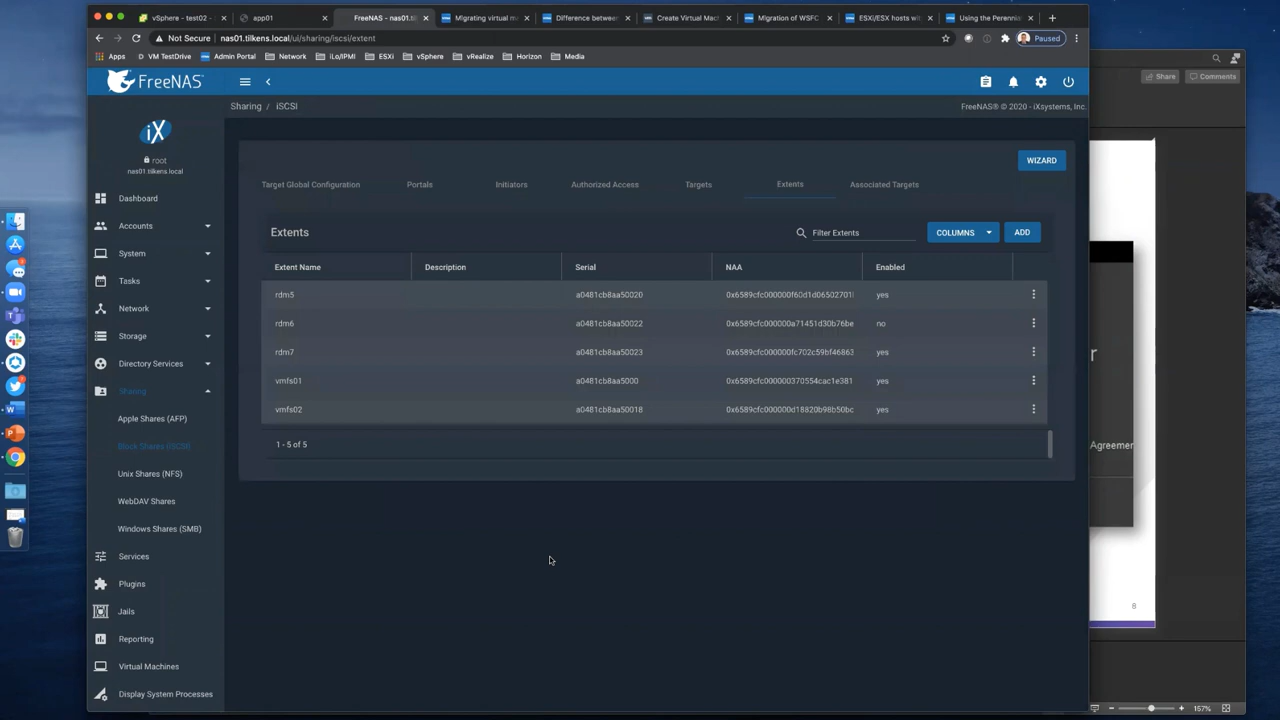 vSphere - test02 -
app01
FreeNAS - nas01.til
Migrating virtual m
Difference between
Create Virtual Mac
Migration of WSFC
ESXi/ESX hosts wit
Using the Perennia
Not Secure nas01.tilkens.local/ui/sharing/iscsi/extent
Paused
Apps VM TestDrive Admin Portal Network iLo/IPMI ESXi vSphere vRealize Horizon Media
FreeNAS®
Share Comments
Sharing / iSCSI
FreeNAS® © 2020 - iXsystems, Inc.
iX
root
nas01.tilkens.local
WIZARD
Target Global Configuration Portals Initiators Authorized Access Targets Extents Associated Targets
Extents
Filter Extents
COLUMNS
ADD
Extent Name Description Serial NAA Enabled
rdm5 a0481cb8aa50020 0x6589cfc000000f60d1d06502701 yes
rdm6 a0481cb8aa50022 0x6589cfc000000a71451d30b76be no
rdm7 a0481cb8aa50023 0x6589cfc000000fc702c59bf46863 yes
vmfs01 a0481cb8aa5000 0x6589cfc000000370554cac1e381 yes
vmfs02 a0481cb8aa50018 0x6589cfc000000d18820b98b50bc yes
1 - 5 of 5
Dashboard
Accounts
System
Tasks
Network
Storage
Directory Services
Sharing
Apple Shares (AFP)
Block Shares (iSCSI)
Unix Shares (NFS)
WebDAV Shares
Windows Shares (SMB)
Services
Plugins
Jails
Reporting
Virtual Machines
Display System Processes
r
Agreemer
8
157%